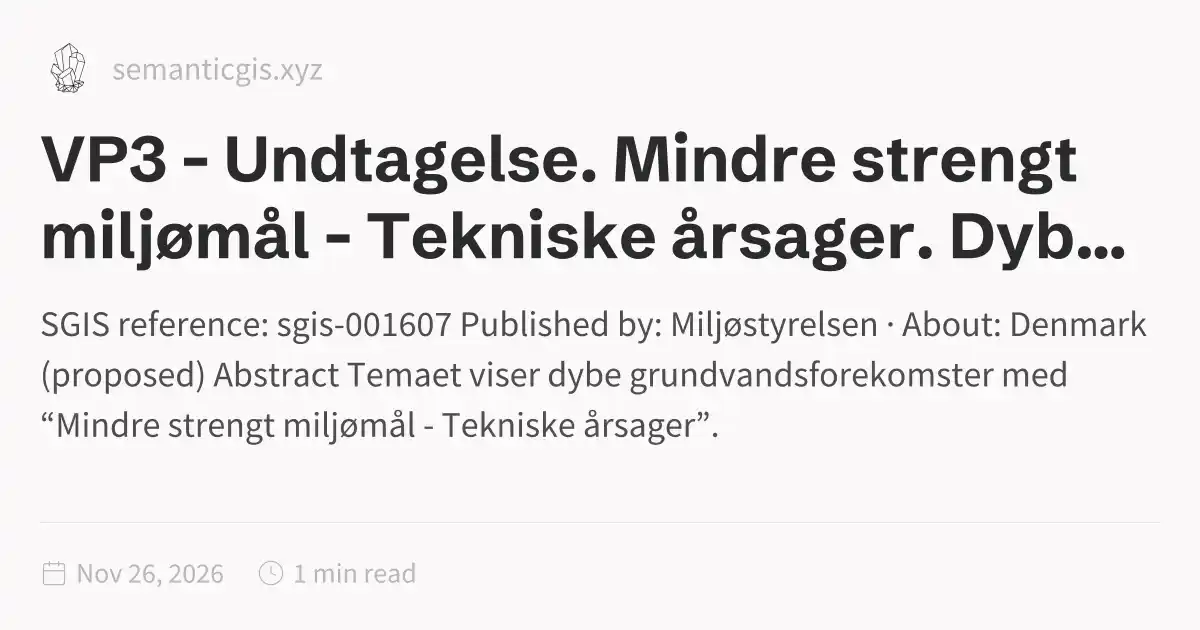 semanticgis.xyz
VP3 - Undtagelse. Mindre strengt
miljømål - Tekniske årsager. Dyb...
SGIS reference: sgis-001607 Published by: Miljøstyrelsen · About: Denmark
(proposed) Abstract Temaet viser dybe grundvandsforekomster med
“Mindre strengt miljømål - Tekniske årsager”.
Nov 26, 2026 1 min read